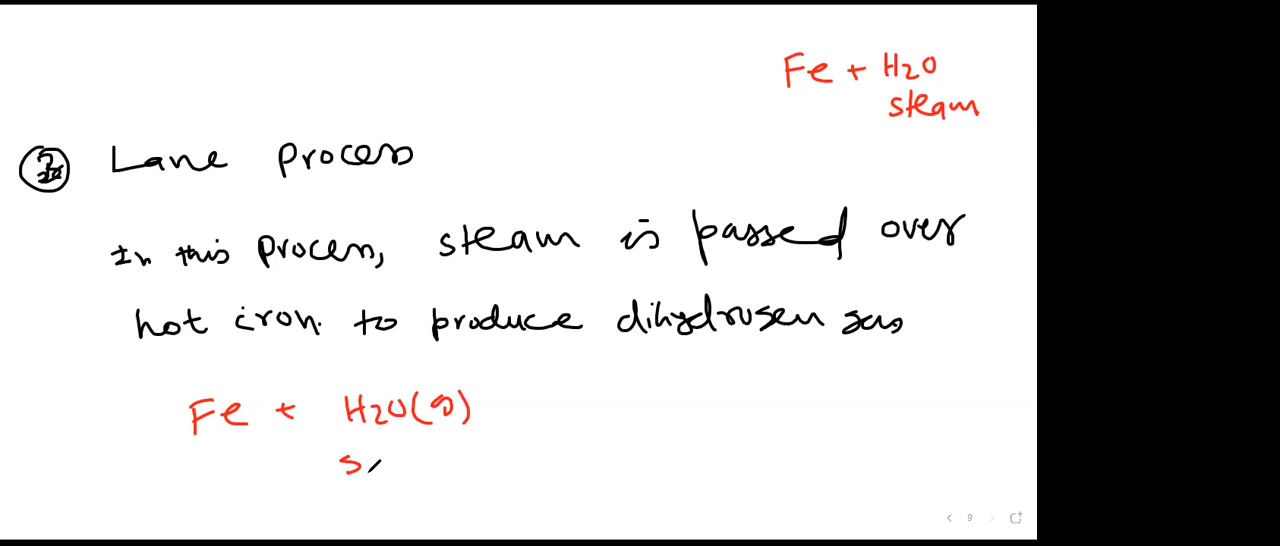 Fe + H2O
steam
Lane process
In this process, steam is passed over
hot iron. to produce dihydrogen gas
Fe + H2O(g)
s
9